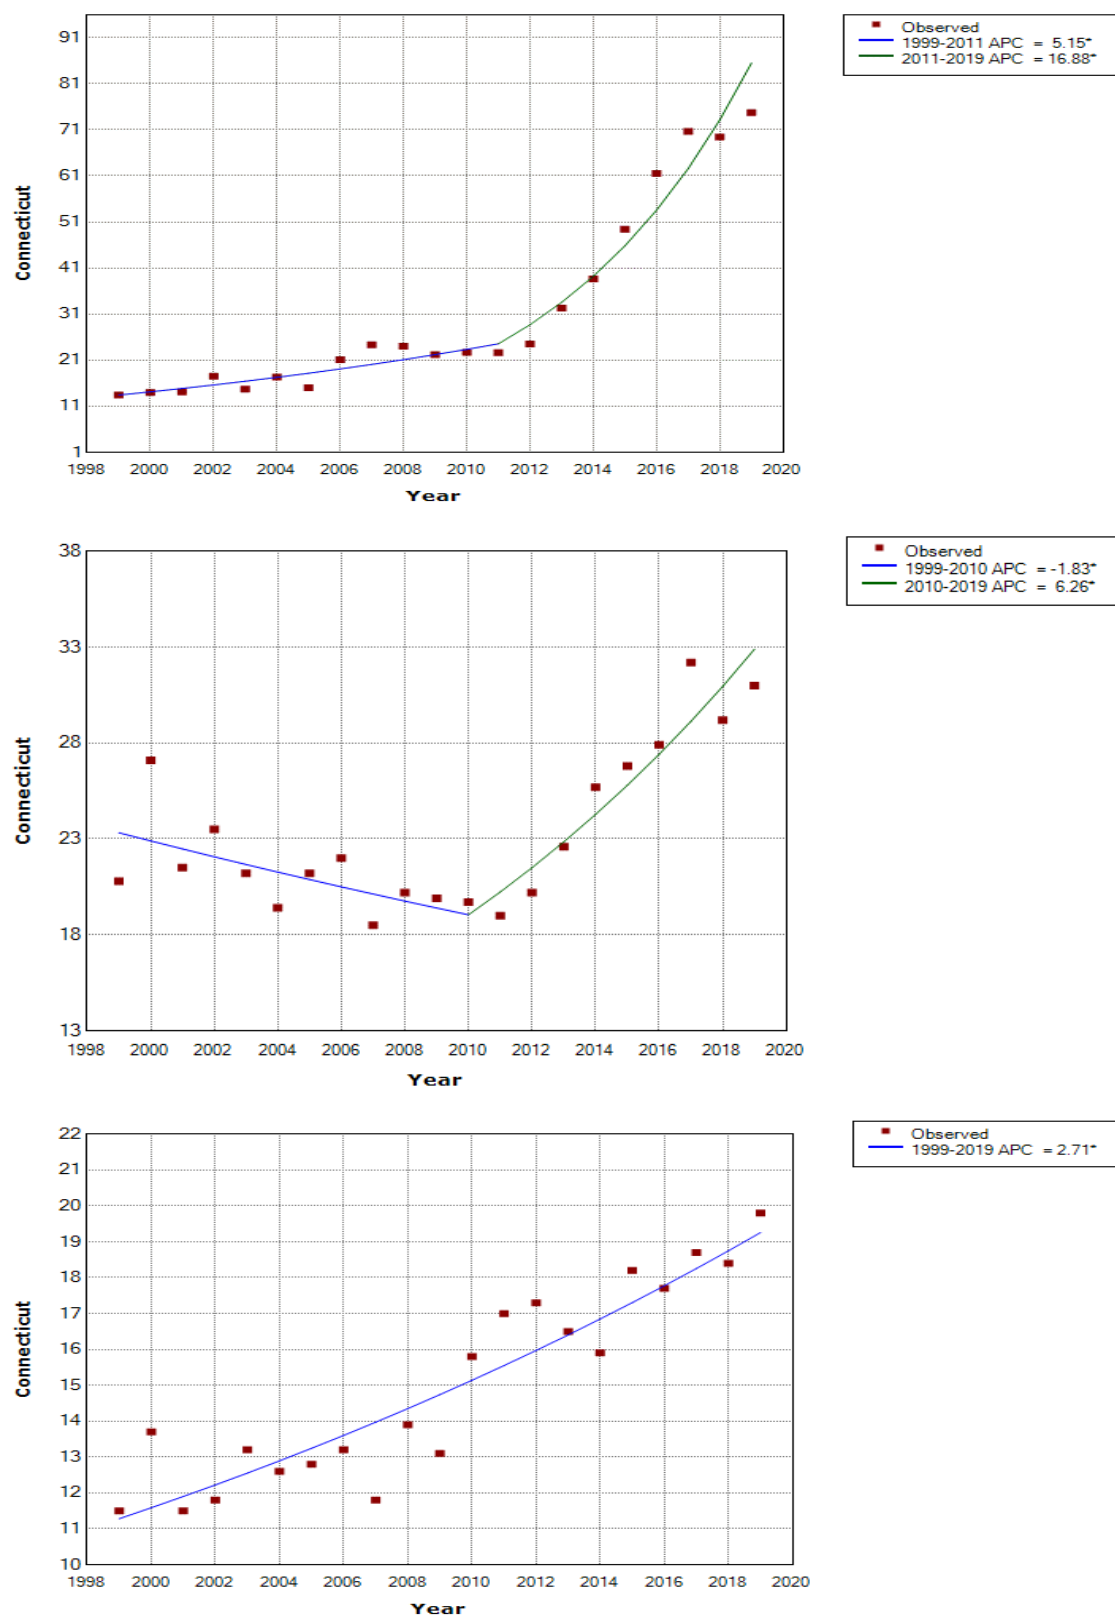 Observed
1999-2011 APC = 5.15*
2011-2019 APC = 16.88*
91
81
71
61
51
41
31
21
11
1
Connecticut
1998 2000 2002 2004 2006 2008 2010 2012 2014 2016 2018 2020
Year
Observed
1999-2010 APC = -1.83*
2010-2019 APC = 6.26*
38
33
28
23
18
13
Connecticut
1998 2000 2002 2004 2006 2008 2010 2012 2014 2016 2018 2020
Year
Observed
1999-2019 APC = 2.71*
22
21
20
19
18
17
16
15
14
13
12
11
10
Connecticut
1998 2000 2002 2004 2006 2008 2010 2012 2014 2016 2018 2020
Year